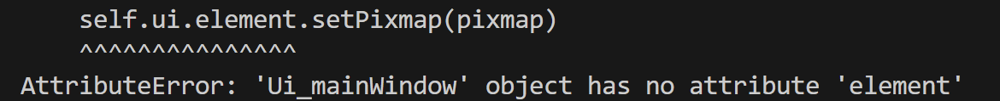 self.ui.element.setPixmap(pixmap)
^^^^^^^^^^^^^^^
AttributeError: 'Ui_mainWindow' object has no attribute 'element'